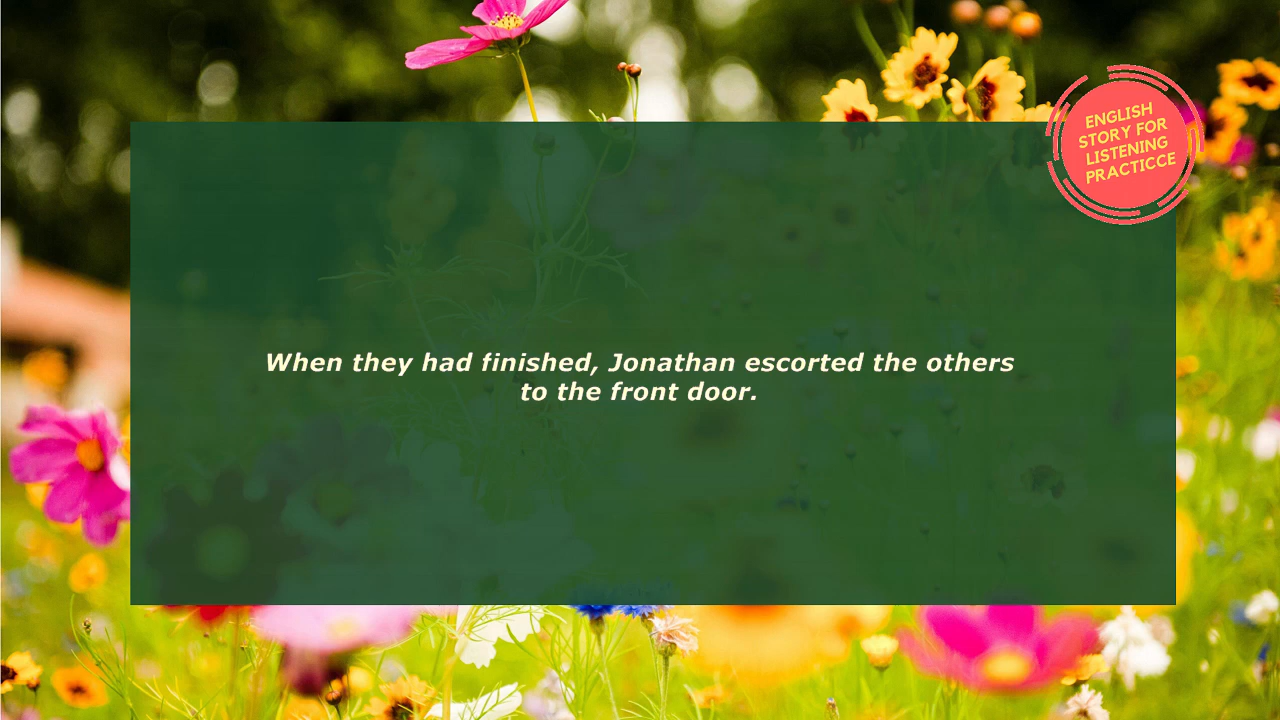 ENGLISH
STORY FOR
LISTENING
PRACTICCE
When they had finished, Jonathan escorted the others
to the front door.